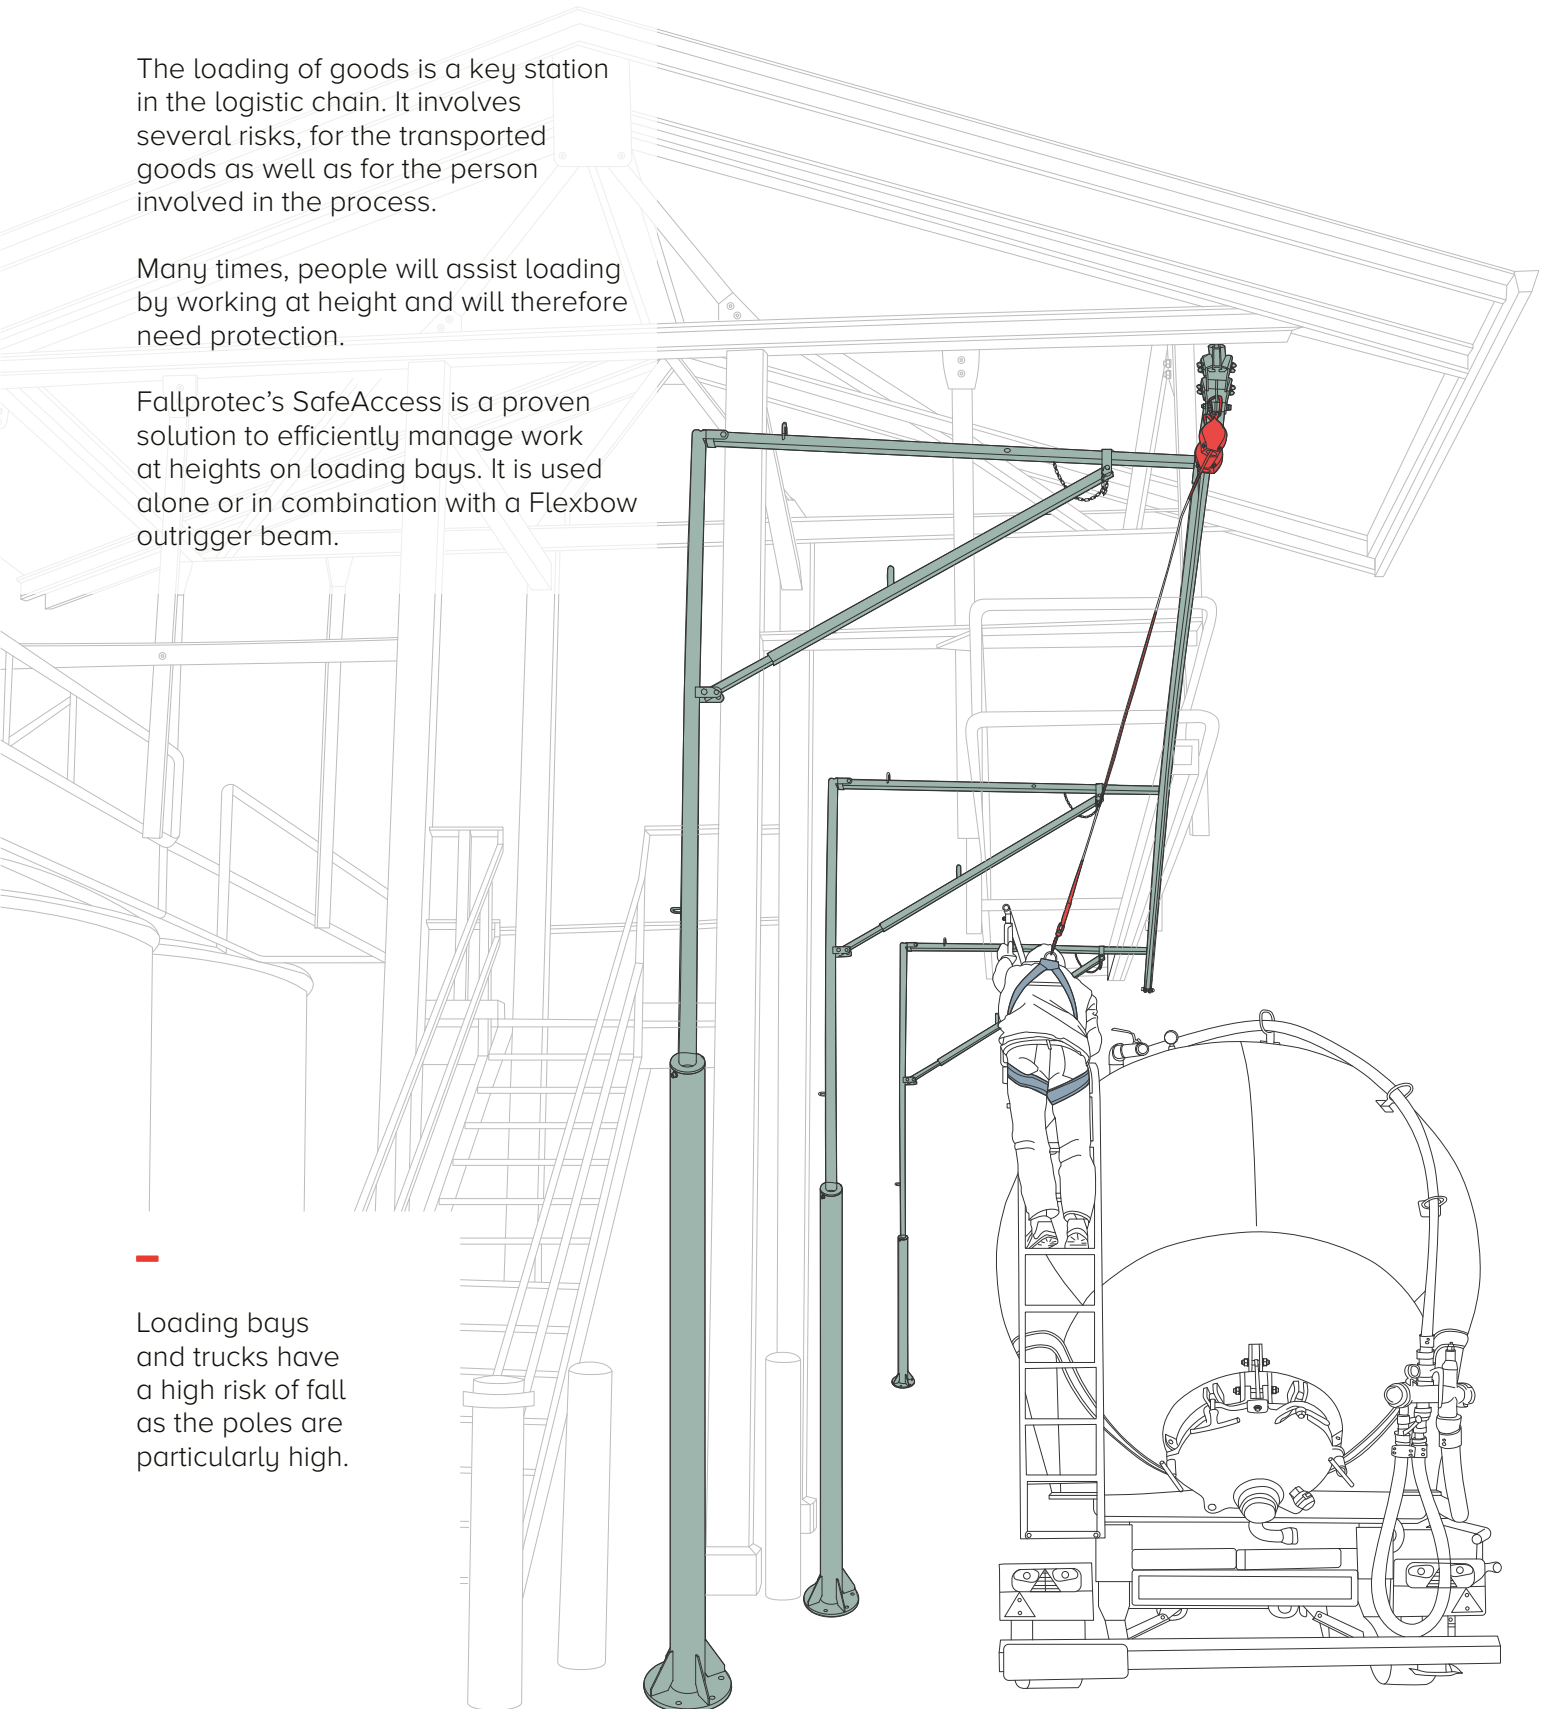 The loading of goods is a key station
in the logistic chain. It involves
several risks, for the transported
goods as well as for the person
involved in the process.
Many times, people will assist loading
by working at height and will therefore
need protection.
Fallprotec’s SafeAccess is a proven
solution to efficiently manage work
at heights on loading bays. It is used
alone or in combination with a Flexbow
outrigger beam.
Loading bays
and trucks have
a high risk of fall
as the poles are
particularly high.